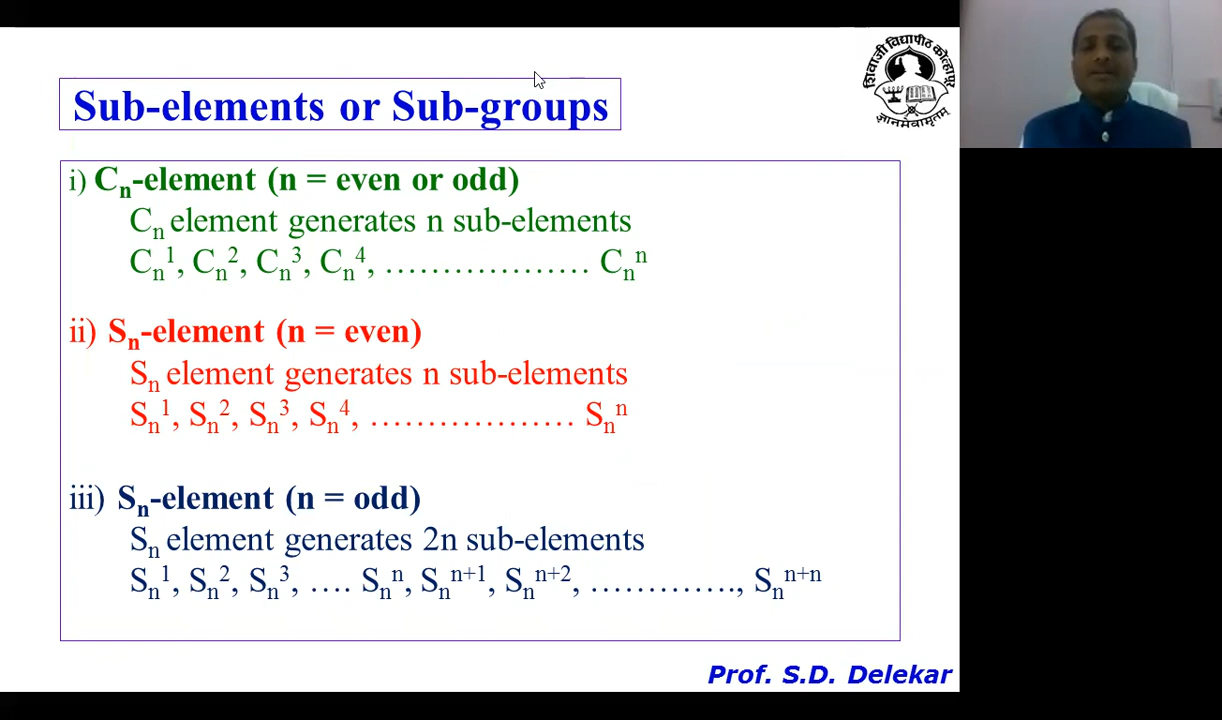 शिवाजी विद्यापीठ कोल्हापूर
ज्ञानमेवामृतम्
Sub-elements or Sub-groups
i) Cₙ-element (n = even or odd)
Cₙ element generates n sub-elements
Cₙ¹, Cₙ², Cₙ³, Cₙ⁴, .................. Cₙⁿ
ii) Sₙ-element (n = even)
Sₙ element generates n sub-elements
Sₙ¹, Sₙ², Sₙ³, Sₙ⁴, .................. Sₙⁿ
iii) Sₙ-element (n = odd)
Sₙ element generates 2n sub-elements
Sₙ¹, Sₙ², Sₙ³, .... Sₙⁿ, Sₙⁿ⁺¹, Sₙⁿ⁺², ............., Sₙⁿ⁺ⁿ
Prof. S.D. Delekar